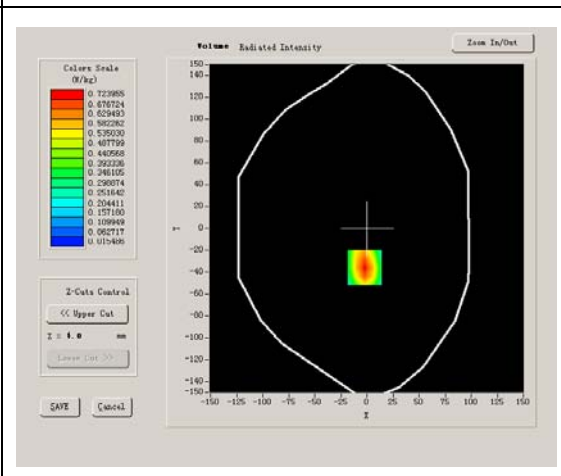 Volume Radiated Intensity
Zoom In/Out
Colors Scale
(W/kg)
0.723955
0.676724
0.629493
0.582262
0.535030
0.487799
0.440568
0.393336
0.346105
0.298874
0.251642
0.204411
0.157180
0.109949
0.062717
0.015486
Z-Cuts Control
<< Upper Cut
mm
Lower Cut >>
SAVE
Cancel
150
140
120
100
80
60
40
20
0
-20
-40
-60
-80
-100
-120
-140
-150
Y
-150 -125 -100 -75 -50 -25 0 25 50 75 100 125 150
X